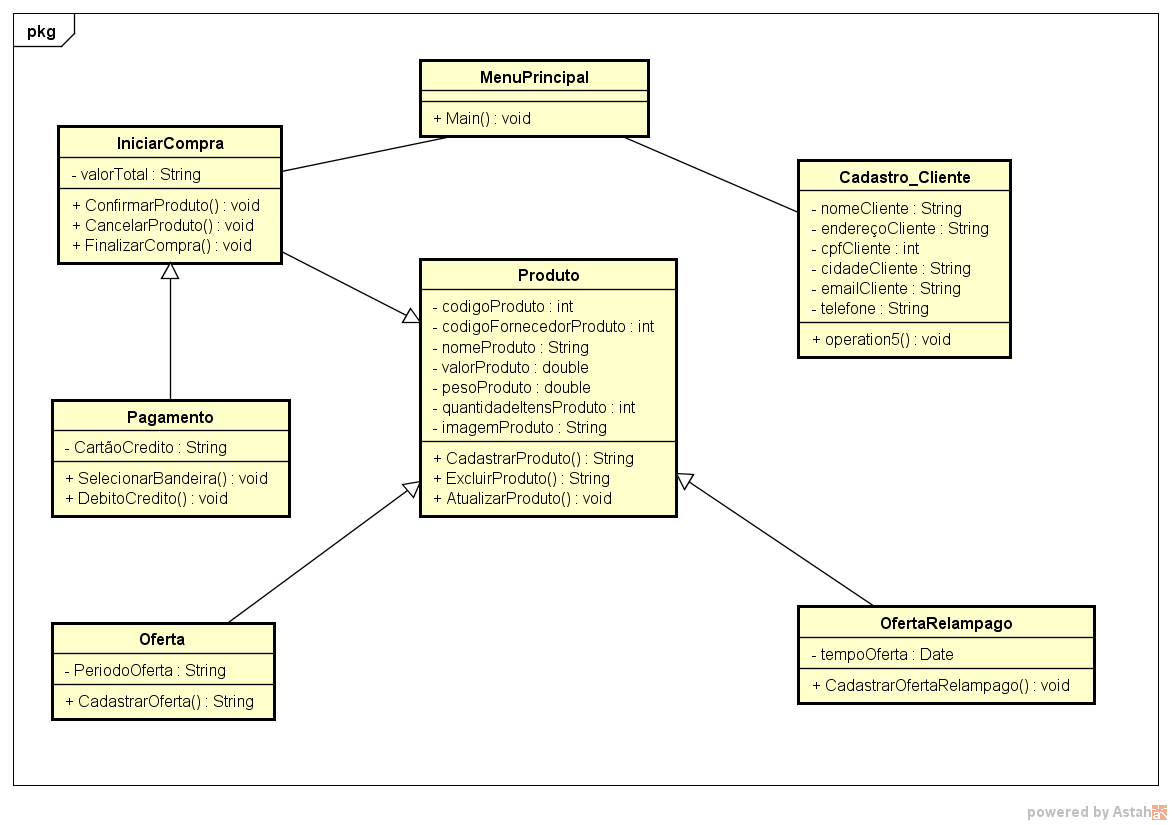 pkg
MenuPrincipal
+ Main() : void
IniciarCompra
- valorTotal : String
+ ConfirmarProduto() : void
+ CancelarProduto() : void
+ FinalizarCompra() : void
Cadastro_Cliente
- nomeCliente : String
- endereçoCliente : String
- cpfCliente : int
- cidadeCliente : String
- emailCliente : String
- telefone : String
+ operation5() : void
Produto
- codigoProduto : int
- codigoFornecedorProduto : int
- nomeProduto : String
- valorProduto : double
- pesoProduto : double
- quantidadeItensProduto : int
- imagemProduto : String
+ CadastrarProduto() : String
+ ExcluirProduto() : String
+ AtualizarProduto() : void
Pagamento
- CartãoCredito : String
+ SelecionarBandeira() : void
+ DebitoCredito() : void
Oferta
- PeriodoOferta : String
+ CadastrarOferta() : String
OfertaRelampago
- tempoOferta : Date
+ CadastrarOfertaRelampago() : void
powered by Astah